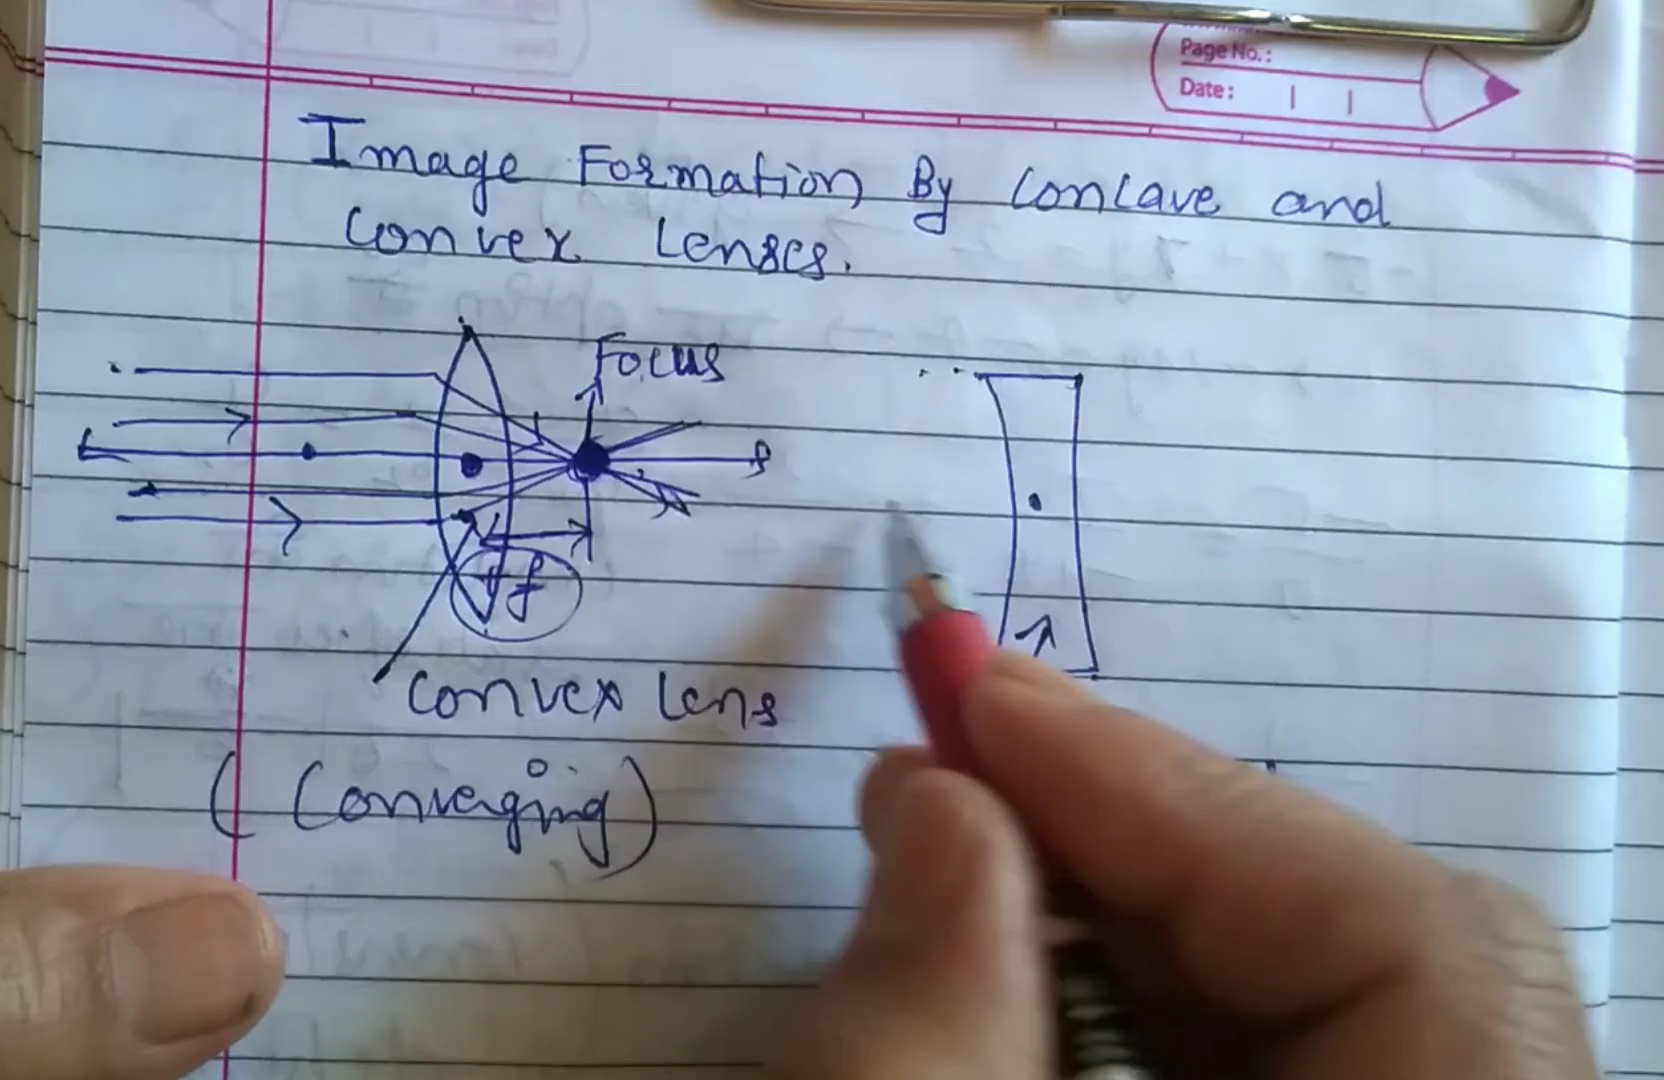 Page No.:
Date:
Image Formation By Concave and
Convex Lenses.
Focus
f
Convex Lens
(Converging)